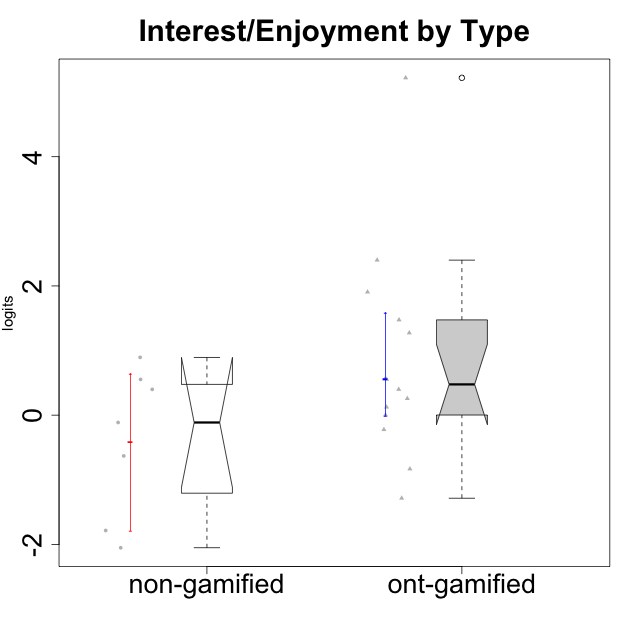 Interest/Enjoyment by Type
logits
4
2
0
-2
non-gamified
ont-gamified